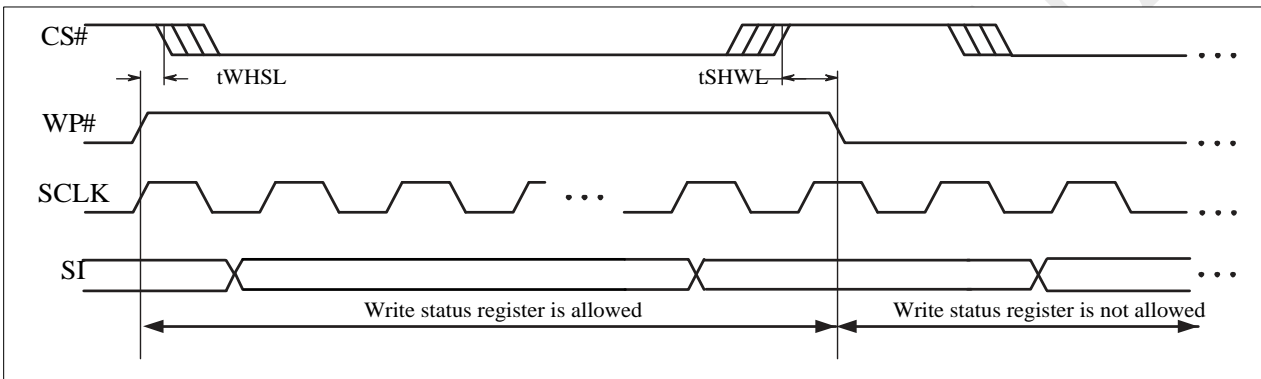 CS#
tWHSL tSHWL
WP#
SCLK
SI
Write status register is allowed Write status register is not allowed